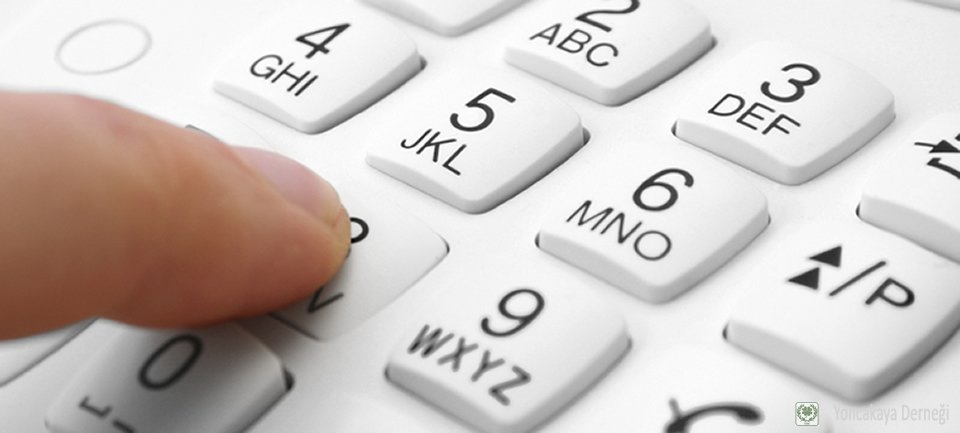 2
ABC
3
DEF
4
GHI
5
JKL
6
MNO
/P
V
9
WXYZ
0
Yoncakaya Derneği